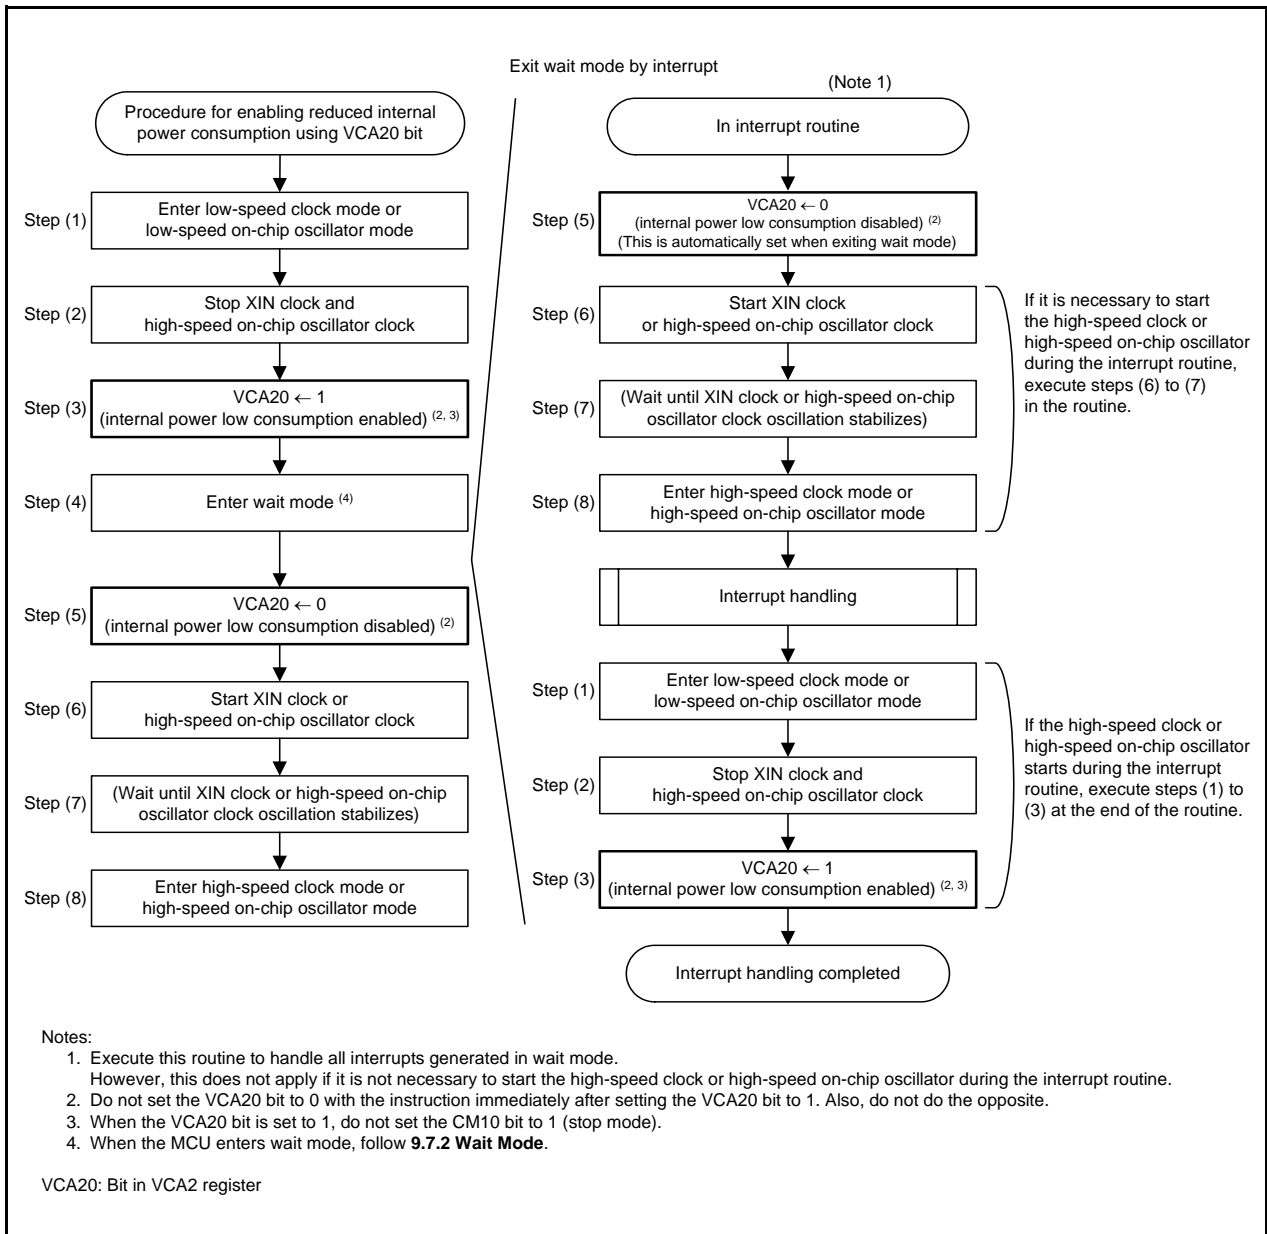 Exit wait mode by interrupt
(Note 1)
Procedure for enabling reduced internal
power consumption using VCA20 bit
Step (1)
Enter low-speed clock mode or
low-speed on-chip oscillator mode
Step (2)
Stop XIN clock and
high-speed on-chip oscillator clock
Step (3)
VCA20 ← 1
(internal power low consumption enabled) (2, 3)
Step (4)
Enter wait mode (4)
Step (5)
VCA20 ← 0
(internal power low consumption disabled) (2)
Step (6)
Start XIN clock or
high-speed on-chip oscillator clock
Step (7)
(Wait until XIN clock or high-speed on-chip
oscillator clock oscillation stabilizes)
Step (8)
Enter high-speed clock mode or
high-speed on-chip oscillator mode
In interrupt routine
Step (5)
VCA20 ← 0
(internal power low consumption disabled) (2)
(This is automatically set when exiting wait mode)
Step (6)
Start XIN clock
or high-speed on-chip oscillator clock
Step (7)
(Wait until XIN clock or high-speed on-chip
oscillator clock oscillation stabilizes)
Step (8)
Enter high-speed clock mode or
high-speed on-chip oscillator mode
If it is necessary to start
the high-speed clock or
high-speed on-chip oscillator
during the interrupt routine,
execute steps (6) to (7)
in the routine.
Interrupt handling
Step (1)
Enter low-speed clock mode or
low-speed on-chip oscillator mode
Step (2)
Stop XIN clock and
high-speed on-chip oscillator clock
Step (3)
VCA20 ← 1
(internal power low consumption enabled) (2, 3)
If the high-speed clock or
high-speed on-chip oscillator
starts during the interrupt
routine, execute steps (1) to
(3) at the end of the routine.
Interrupt handling completed
Notes:
1. Execute this routine to handle all interrupts generated in wait mode.
However, this does not apply if it is not necessary to start the high-speed clock or high-speed on-chip oscillator during the interrupt routine.
2. Do not set the VCA20 bit to 0 with the instruction immediately after setting the VCA20 bit to 1. Also, do not do the opposite.
3. When the VCA20 bit is set to 1, do not set the CM10 bit to 1 (stop mode).
4. When the MCU enters wait mode, follow 9.7.2 Wait Mode.
VCA20: Bit in VCA2 register